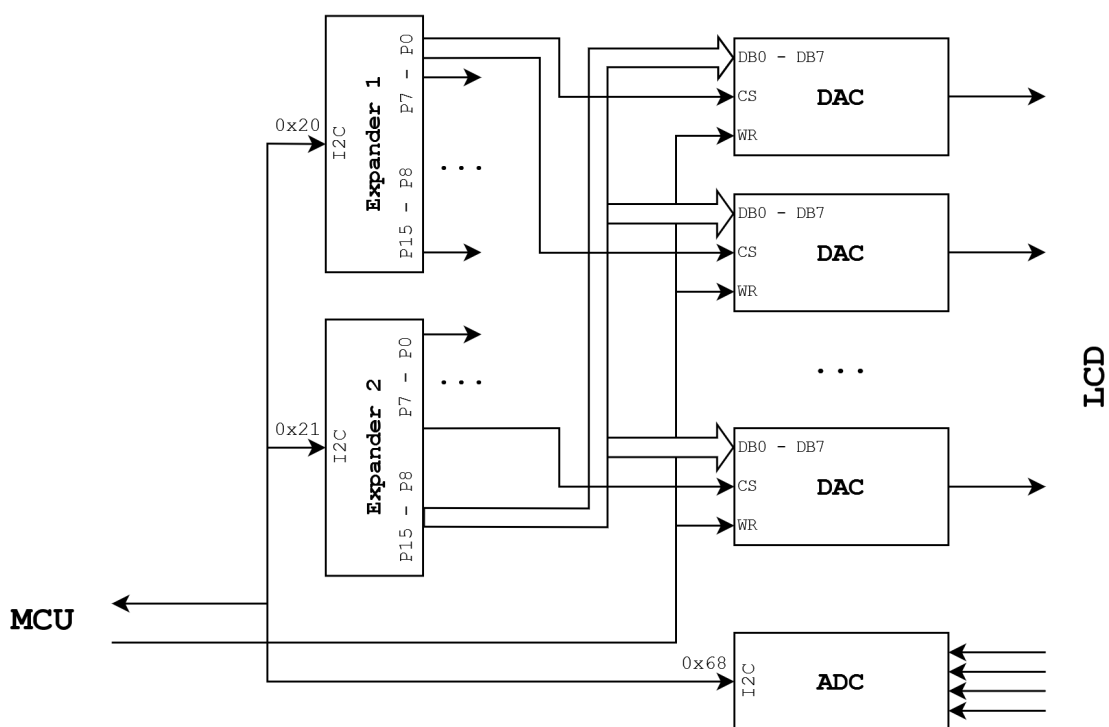 0x20
I2C
Expander 1
P7 - P0
P15 - P8
...
DB0 - DB7
CS
WR
DAC
DB0 - DB7
CS
WR
DAC
0x21
I2C
Expander 2
P7 - P0
P15 - P8
...
...
DB0 - DB7
CS
WR
DAC
LCD
MCU
0x68
I2C
ADC